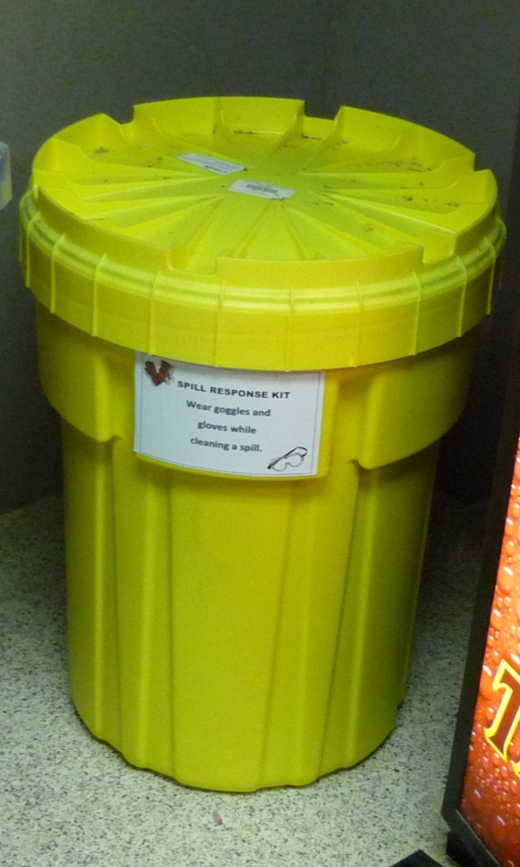 SPILL RESPONSE KIT
Wear goggles and
gloves while
cleaning a spill.